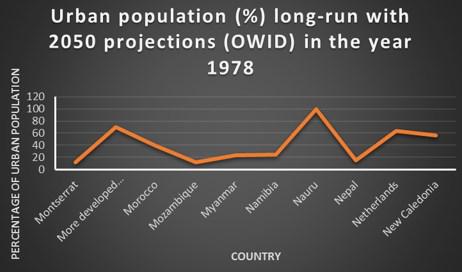 Urban population (%) long-run with
2050 projections (OWID) in the year
1978
PERCENTAGE OF URBAN POPULATION
120
100
80
60
40
20
0
Montserrat
More developed...
Morocco
Mozambique
Myanmar
Namibia
Nauru
Nepal
Netherlands
New Caledonia
COUNTRY